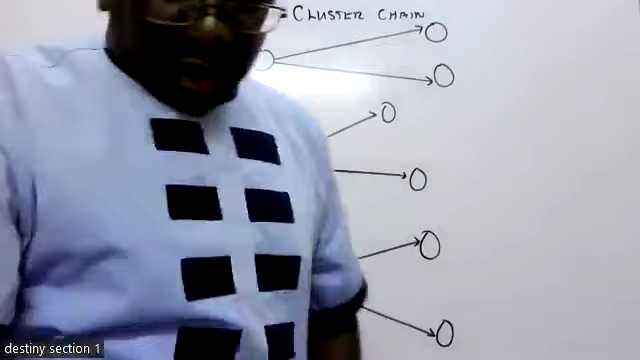 = CLUSTER CHAIN
destiny section 1